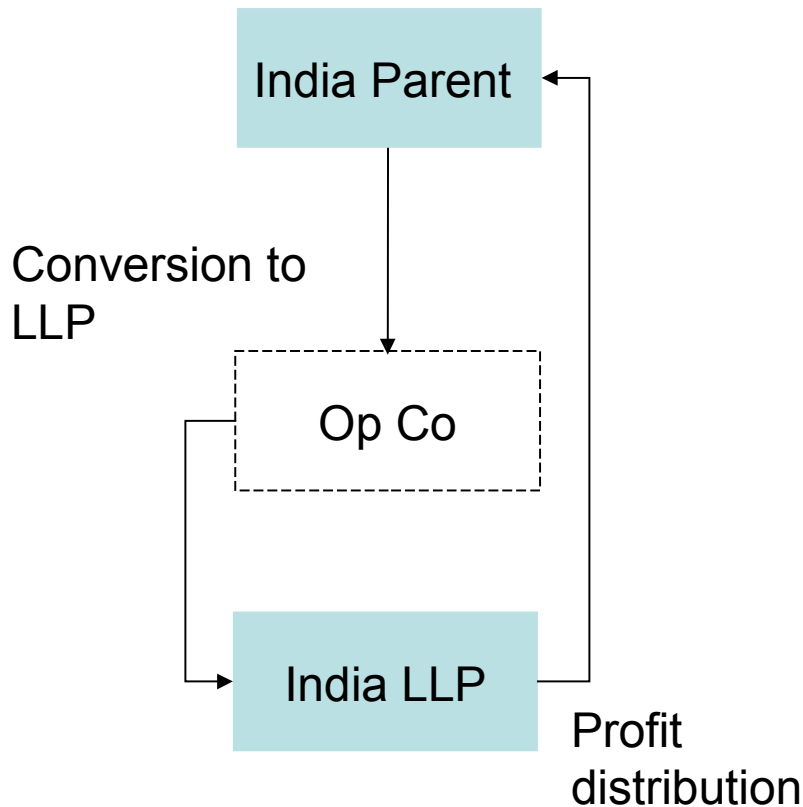 India Parent
Conversion to
LLP
Op Co
India LLP
Profit
distribution